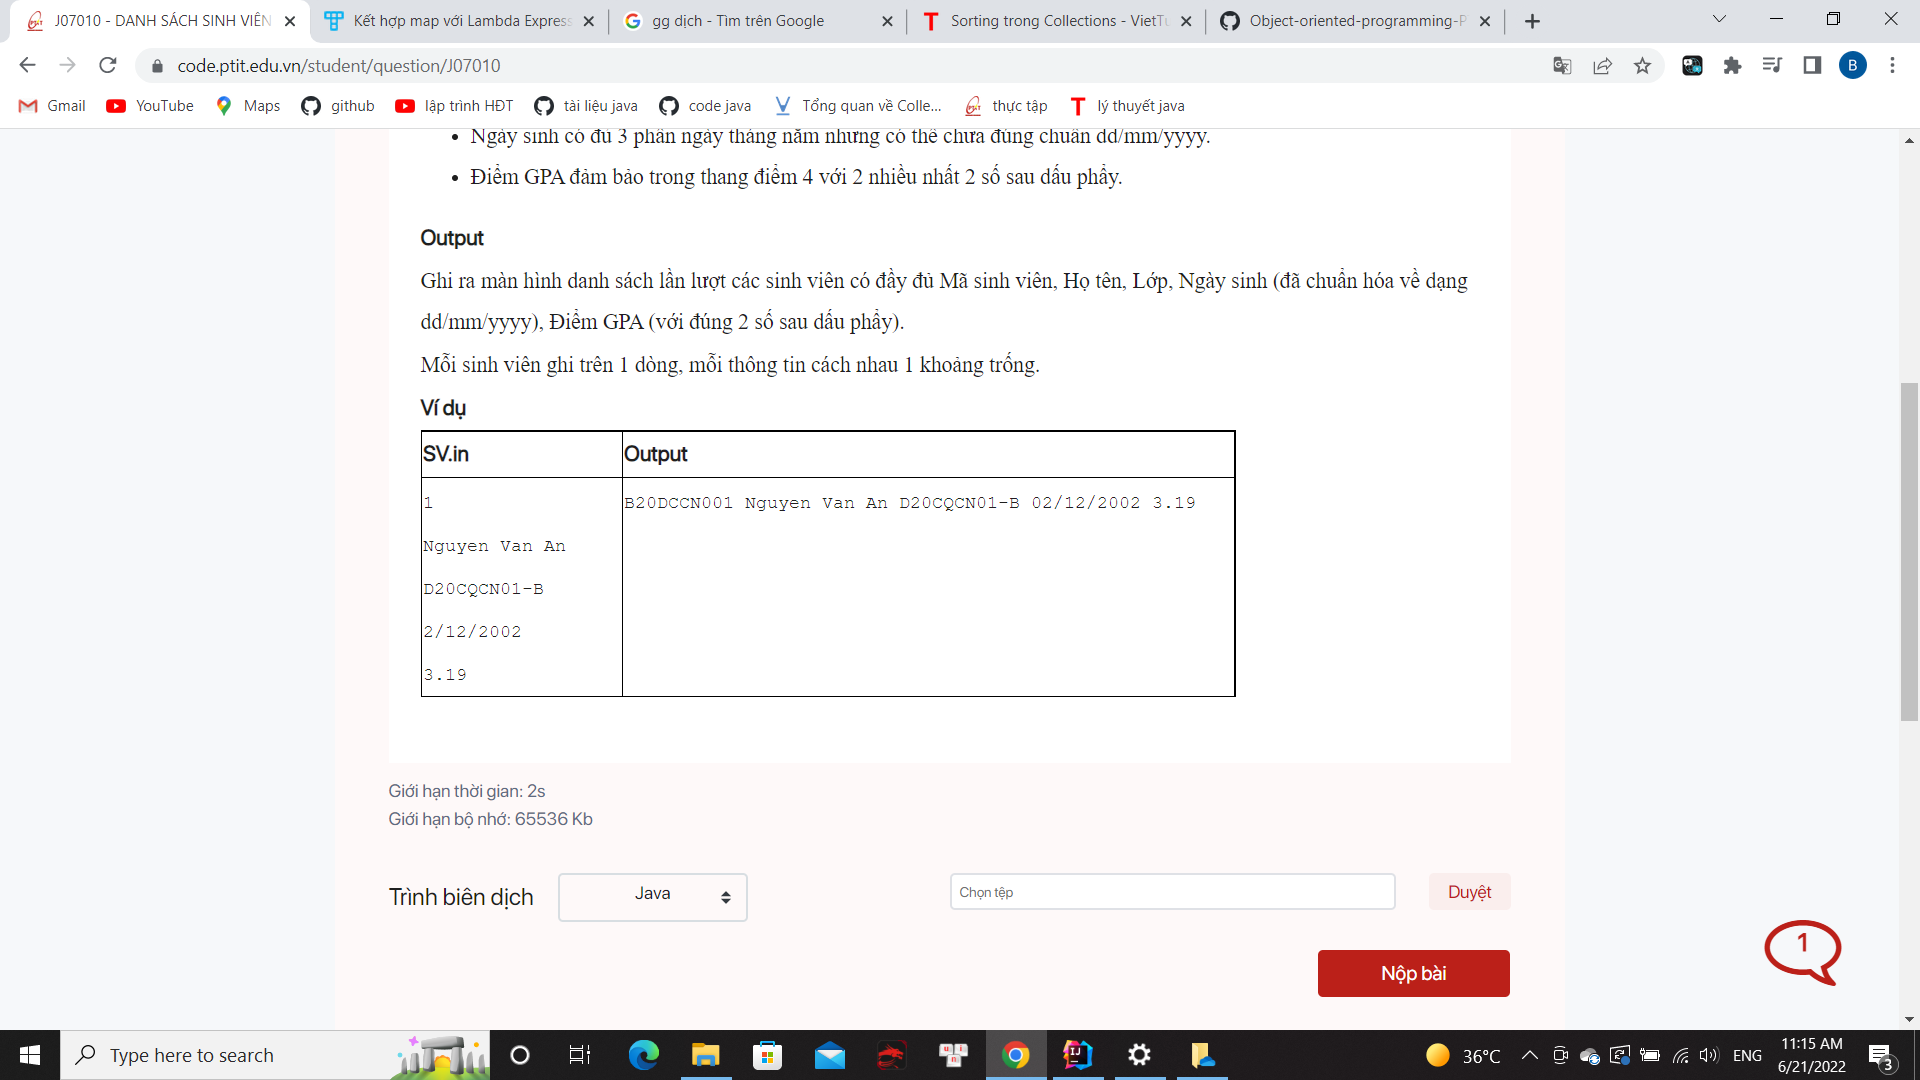 J07010 - DANH SÁCH SINH VIÊN
Kết hợp map với Lambda Express
gg dịch - Tìm trên Google
Sorting trong Collections - VietTu
Object-oriented-programming-P
code.ptit.edu.vn/student/question/J07010
B
Gmail
YouTube
Maps
github
lập trình HĐT
tài liệu java
code java
Tổng quan về Colle...
thực tập
lý thuyết java
• Ngày sinh có đủ 3 phần ngày tháng năm nhưng có thể chưa đúng chuẩn dd/mm/yyyy.
• Điểm GPA đảm bảo trong thang điểm 4 với 2 nhiều nhất 2 số sau dấu phẩy.
Output
Ghi ra màn hình danh sách lần lượt các sinh viên có đầy đủ Mã sinh viên, Họ tên, Lớp, Ngày sinh (đã chuẩn hóa về dạng
dd/mm/yyyy), Điểm GPA (với đúng 2 số sau dấu phẩy).
Mỗi sinh viên ghi trên 1 dòng, mỗi thông tin cách nhau 1 khoảng trống.
Ví dụ
SV.in Output
1 B20DCCN001 Nguyen Van An D20CQCN01-B 02/12/2002 3.19
Nguyen Van An
D20CQCN01-B
2/12/2002
3.19
Giới hạn thời gian: 2s
Giới hạn bộ nhớ: 65536 Kb
Trình biên dịch Java Chọn tệp Duyệt
1
Nộp bài
Type here to search
36°C
ENG
11:15 AM
6/21/2022
3